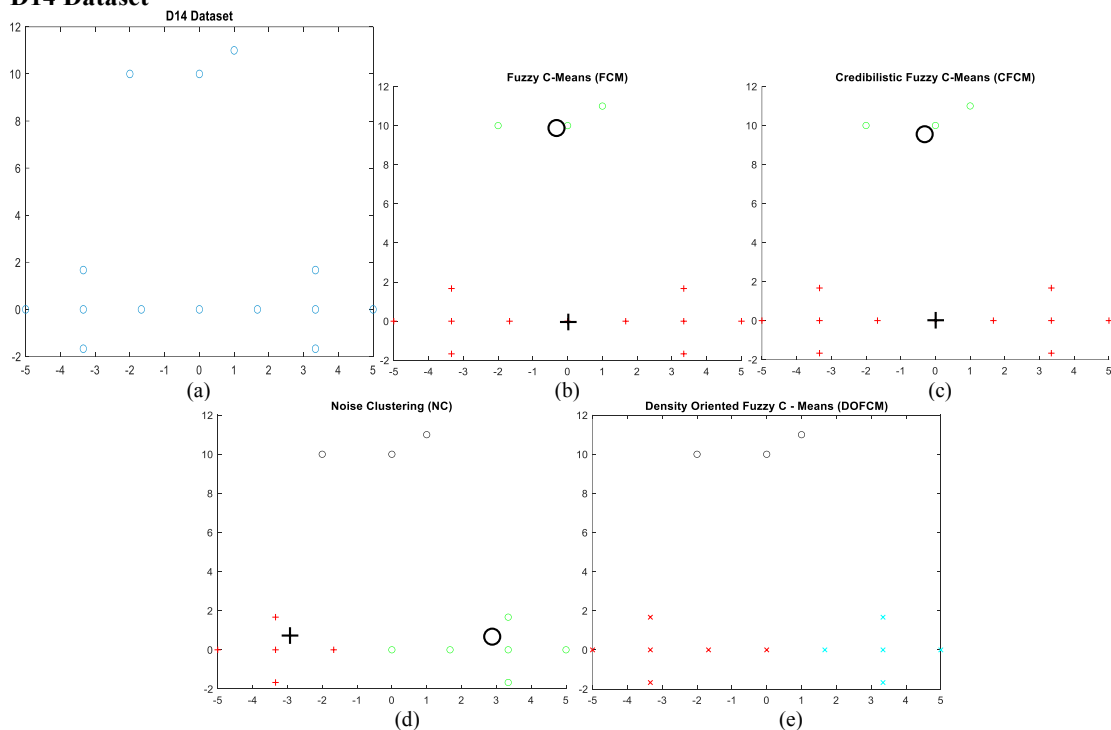 D14 Dataset
D14 Dataset
12
10
8
6
4
2
0
-2
-5 -4 -3 -2 -1 0 1 2 3 4 5
(a)
Fuzzy C-Means (FCM)
12
10
8
6
4
2
0
-2
-5 -4 -3 -2 -1 0 1 2 3 4 5
(b)
Credibilistic Fuzzy C-Means (CFCM)
12
10
8
6
4
2
0
-2
-5 -4 -3 -2 -1 0 1 2 3 4 5
(c)
Noise Clustering (NC)
12
10
8
6
4
2
0
-2
-5 -4 -3 -2 -1 0 1 2 3 4 5
(d)
Density Oriented Fuzzy C - Means (DOFCM)
12
10
8
6
4
2
0
-2
-5 -4 -3 -2 -1 0 1 2 3 4 5
(e)